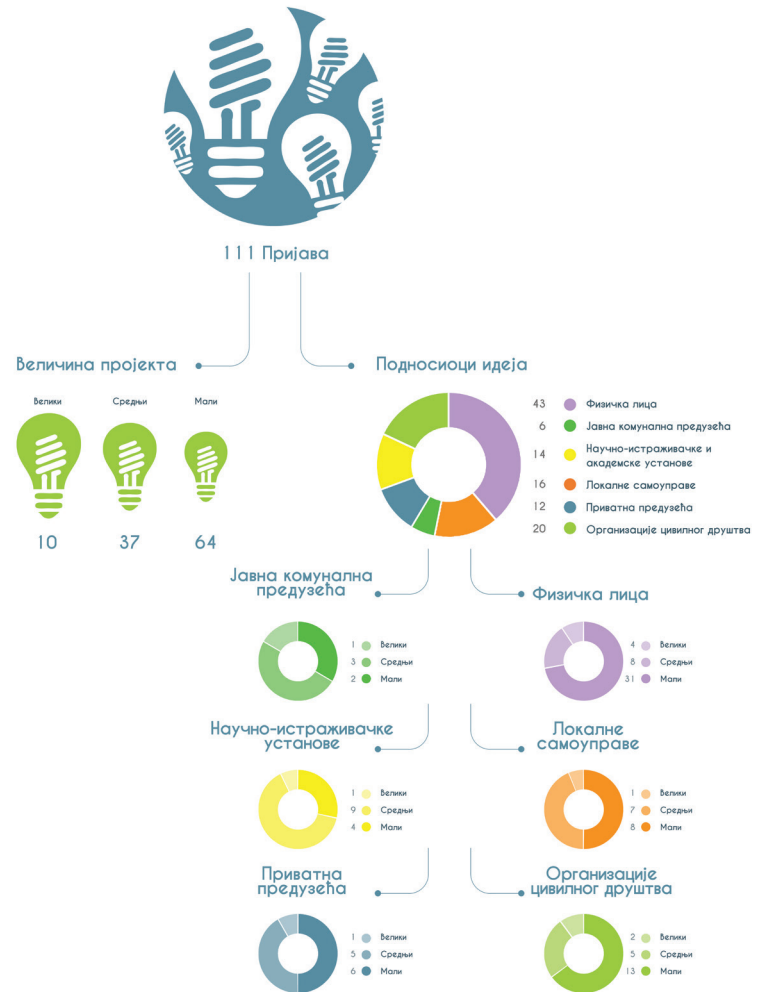 111 Пријава
Величина пројекта
Велики
Средњи
Мали
10
37
64
Подносиоци идеја
43 Физичка лица
6 Јавна комунална предузећа
14 Научно-истраживачке и
академске установе
16 Локалне самоуправе
12 Приватна предузећа
20 Организације цивилног друштва
Јавна комунална
предузећа
1 Велики
3 Средњи
2 Мали
Физичка лица
4 Велики
8 Средњи
31 Мали
Научно-истраживачке
установе
1 Велики
9 Средњи
4 Мали
Локалне
самоуправе
1 Велики
7 Средњи
8 Мали
Приватна
предузећа
1 Велики
5 Средњи
6 Мали
Организације
цивилног друштва
2 Велики
5 Средњи
13 Мали